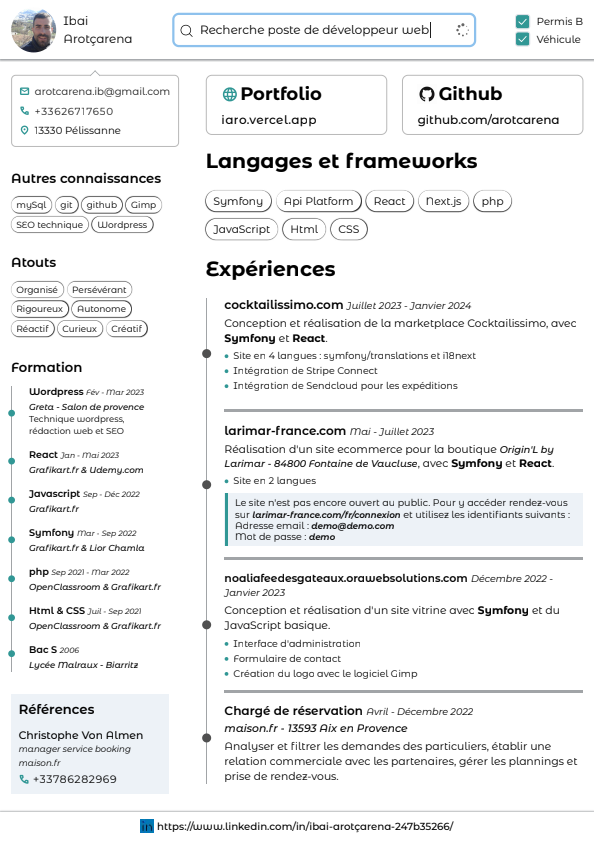 Ibai
Arotçarena
Recherche poste de développeur web
Permis B
Véhicule
arotcarena.ib@gmail.com
+33626717650
13330 Pélissanne
Autres connaissances
mySql git github Gimp
SEO technique Wordpress
Atouts
Organisé Persévérant
Rigoureux Autonome
Réactif Curieux Créatif
Formation
Wordpress Fév - Mar 2023
Greta - Salon de provence
Technique wordpress,
rédaction web et SEO
React Jan - Mai 2023
Grafikart.fr & Udemy.com
Javascript Sep - Déc 2022
Grafikart.fr
Symfony Mar - Sep 2022
Grafikart.fr & Lior Chamla
php Sep 2021 - Mar 2022
OpenClassroom & Grafikart.fr
Html & CSS Juil - Sep 2021
OpenClassroom & Grafikart.fr
Bac S 2006
Lycée Malraux - Biarritz
Références
Christophe Von Almen
manager service booking
maison.fr
+33786282969
Portfolio
iaro.vercel.app
Github
github.com/arotcarena
Langages et frameworks
Symfony Api Platform React Next.js php
JavaScript Html CSS
Expériences
cocktailissimo.com Juillet 2023 - Janvier 2024
Conception et réalisation de la marketplace Cocktailissimo, avec
Symfony et React.
Site en 4 langues : symfony/translations et i18next
Intégration de Stripe Connect
Intégration de Sendcloud pour les expéditions
larimar-france.com Mai - Juillet 2023
Réalisation d'un site ecommerce pour la boutique Origin'L by
Larimar - 84800 Fontaine de Vaucluse, avec Symfony et React.
Site en 2 langues
Le site n'est pas encore ouvert au public. Pour y accéder rendez-vous
sur larimar-france.com/fr/connexion et utilisez les identifiants suivants :
Adresse email : demo@demo.com
Mot de passe : demo
noaliafeedesgateaux.orawebsolutions.com Décembre 2022 -
Janvier 2023
Conception et réalisation d'un site vitrine avec Symfony et du
JavaScript basique.
Interface d'administration
Formulaire de contact
Création du logo avec le logiciel Gimp
Chargé de réservation Avril - Décembre 2022
maison.fr - 13593 Aix en Provence
Analyser et filtrer les demandes des particuliers, établir une
relation commerciale avec les partenaires, gérer les plannings et
prise de rendez-vous.
in https://www.linkedin.com/in/ibai-arotçarena-247b35266/